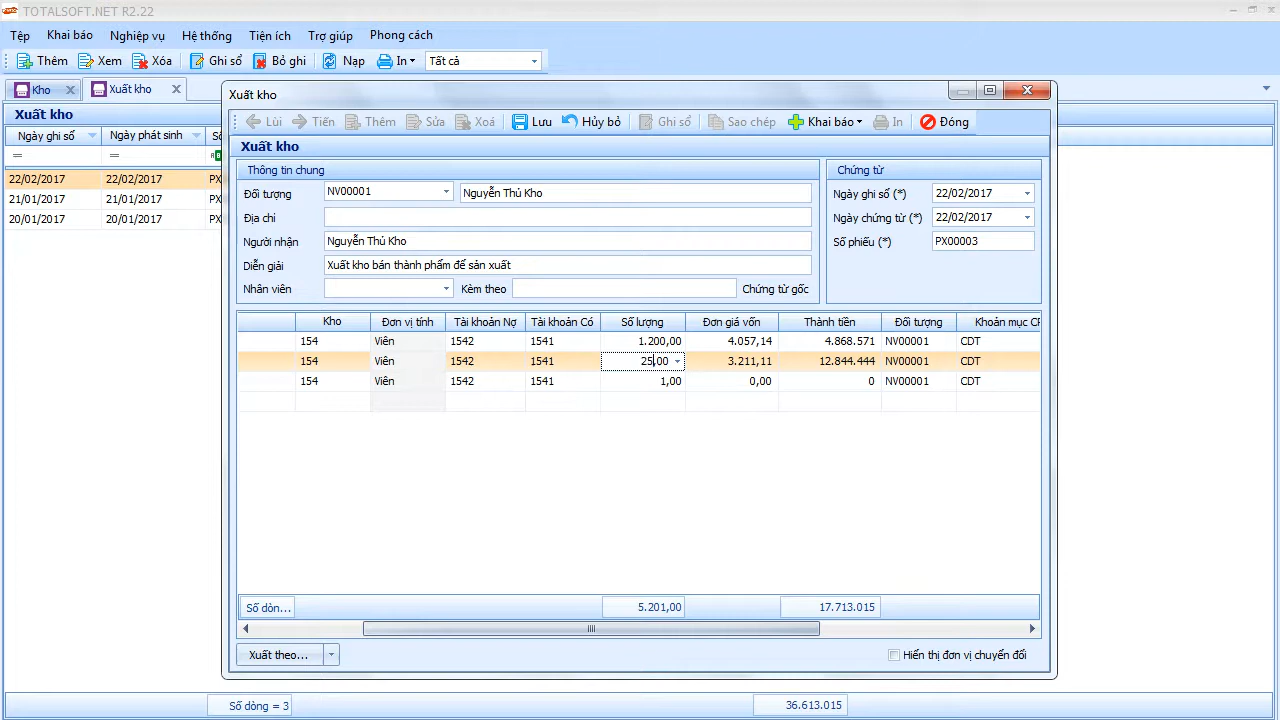 TOTALSOFT.NET R2.22
Tệp Khai báo Nghiệp vụ Hệ thống Tiện ích Trợ giúp Phong cách
Thêm Xem Xóa Ghi sổ Bỏ ghi Nạp In Tất cả
Kho Xuất kho
Xuất kho
Ngày ghi sổ Ngày phát sinh Số
= =
22/02/2017 22/02/2017 PX
21/01/2017 21/01/2017 PX
20/01/2017 20/01/2017 PX
Xuất kho
Lùi Tiến Thêm Sửa Xoá Lưu Hủy bỏ Ghi sổ Sao chép Khai báo In Đóng
Xuất kho
Thông tin chung
Đối tượng NV00001 Nguyễn Thủ Kho
Địa chỉ
Người nhận Nguyễn Thủ Kho
Diễn giải Xuất kho bán thành phẩm để sản xuất
Nhân viên Kèm theo Chứng từ gốc
Chứng từ
Ngày ghi sổ (*) 22/02/2017
Ngày chứng từ (*) 22/02/2017
Số phiếu (*) PX00003
Kho Đơn vị tính Tài khoản Nợ Tài khoản Có Số lượng Đơn giá vốn Thành tiền Đối tượng Khoản mục CF
154 Viên 1542 1541 1.200,00 4.057,14 4.868.571 NV00001 CDT
154 Viên 1542 1541 25,00 3.211,11 12.844.444 NV00001 CDT
154 Viên 1542 1541 1,00 0,00 0 NV00001 CDT
Số dòn... 5.201,00 17.713.015
Xuất theo... Hiển thị đơn vị chuyển đổi
Số dòng = 3 36.613.015